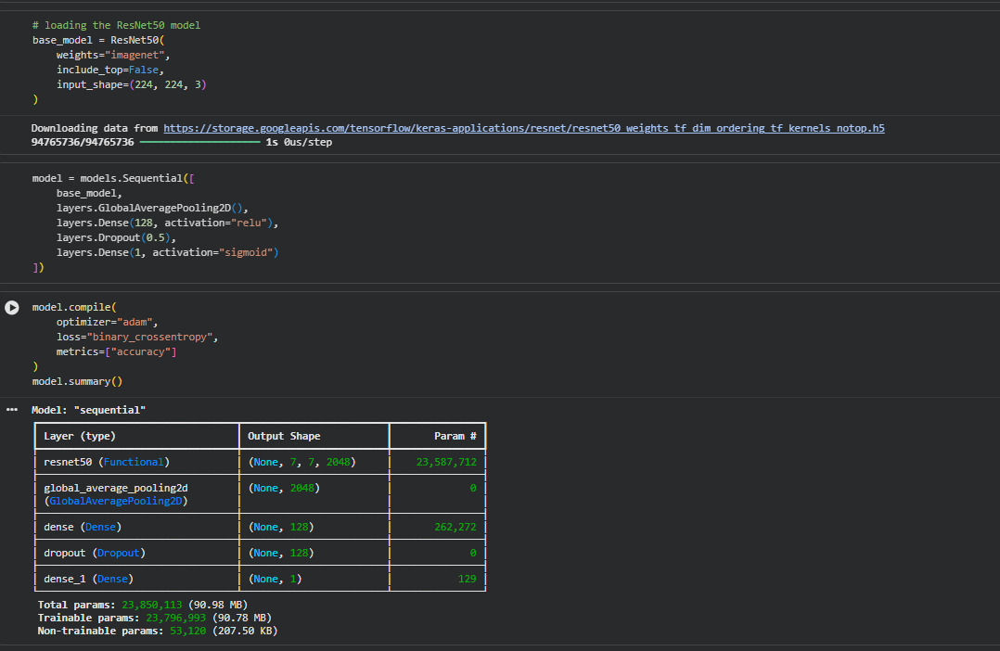 # loading the ResNet50 model
base_model = ResNet50(
    weights="imagenet",
    include_top=False,
    input_shape=(224, 224, 3)
)
Downloading data from https://storage.googleapis.com/tensorflow/keras-applications/resnet/resnet50_weights_tf_dim_ordering_tf_kernels_notop.h5
94765736/94765736 1s 0us/step
model = models.Sequential([
    base_model,
    layers.GlobalAveragePooling2D(),
    layers.Dense(128, activation="relu"),
    layers.Dropout(0.5),
    layers.Dense(1, activation="sigmoid")
])
model.compile(
    optimizer="adam",
    loss="binary_crossentropy",
    metrics=["accuracy"]
)
model.summary()
Model: "sequential"
Layer (type) Output Shape Param #
resnet50 (Functional) (None, 7, 7, 2048) 23,587,712
global_average_pooling2d (None, 2048) 0
(GlobalAveragePooling2D)
dense (Dense) (None, 128) 262,272
dropout (Dropout) (None, 128) 0
dense_1 (Dense) (None, 1) 129
Total params: 23,850,113 (90.98 MB)
Trainable params: 23,796,993 (90.78 MB)
Non-trainable params: 53,120 (207.50 KB)